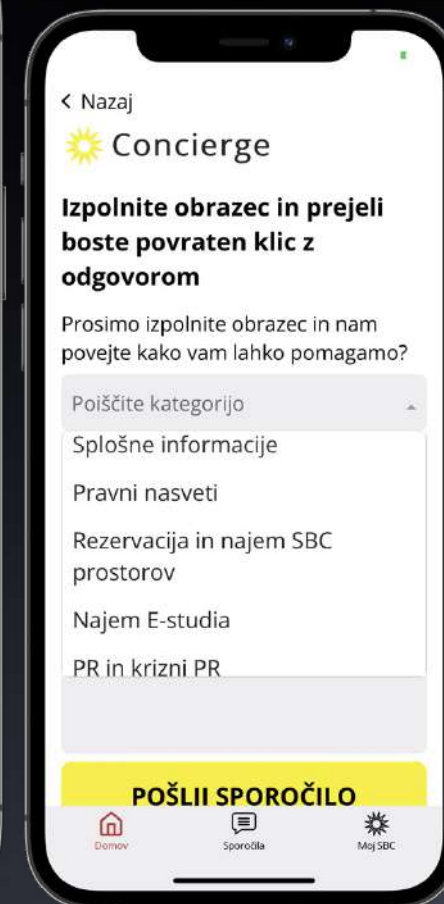 < Nazaj
Concierge
Izpolnite obrazec in prejeli
boste povraten klic z
odgovorom
Prosimo izpolnite obrazec in nam
povejte kako vam lahko pomagamo?
Poiščite kategorijo
Splošne informacije
Pravni nasveti
Rezervacija in najem SBC
prostorov
Najem E-studia
PR in krizni PR
POŠLJI SPOROČILO
Domov
Sporočila
Moj SBC